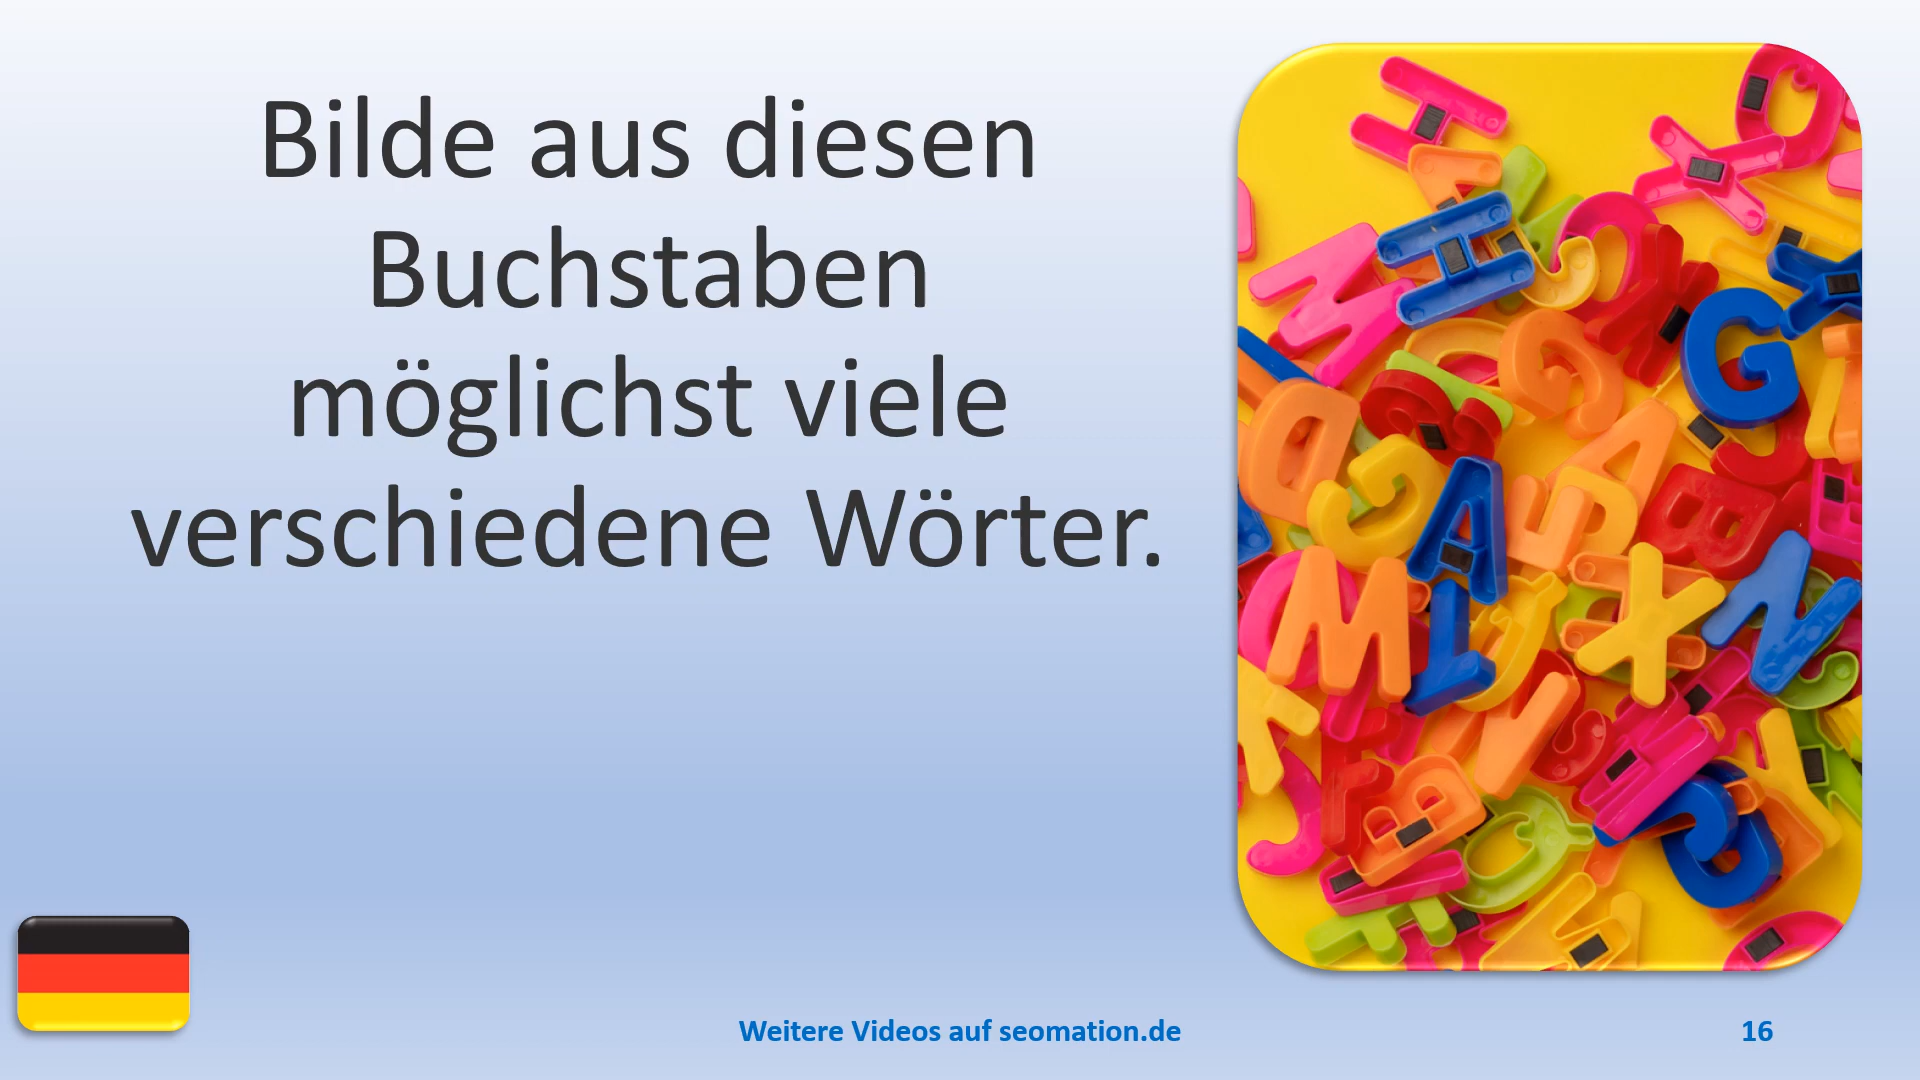 Bilde aus diesen
Buchstaben
möglichst viele
verschiedene Wörter.
Weitere Videos auf seomation.de
16